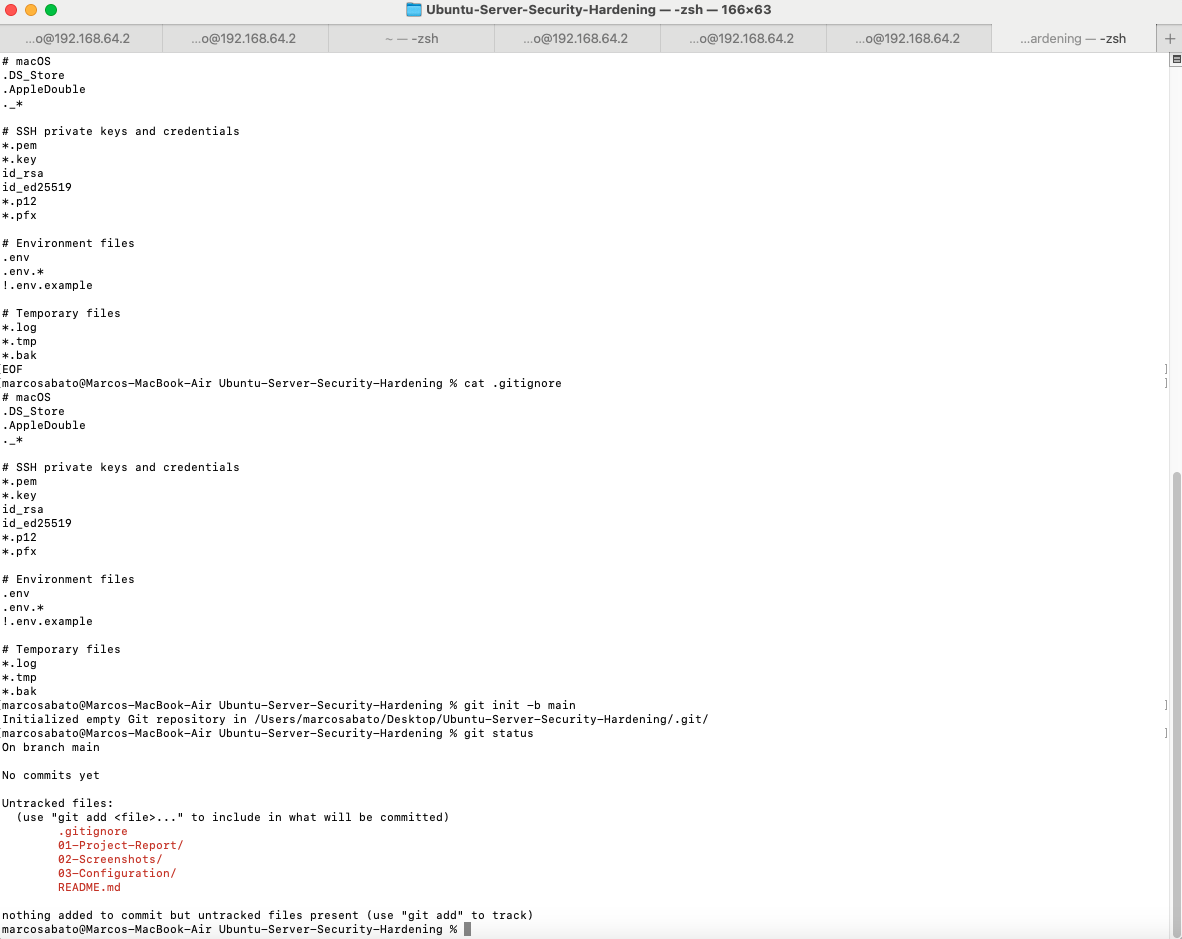 Ubuntu-Server-Security-Hardening — -zsh — 166×63
...o@192.168.64.2
...o@192.168.64.2
~ — -zsh
...o@192.168.64.2
...o@192.168.64.2
...o@192.168.64.2
...ardening — -zsh
+
# macOS
.DS_Store
.AppleDouble
._*

# SSH private keys and credentials
*.pem
*.key
id_rsa
id_ed25519
*.p12
*.pfx

# Environment files
.env
.env.*
!.env.example

# Temporary files
*.log
*.tmp
*.bak
[EOF ]
[marcosabato@Marcos-MacBook-Air Ubuntu-Server-Security-Hardening % cat .gitignore ]
# macOS
.DS_Store
.AppleDouble
._*

# SSH private keys and credentials
*.pem
*.key
id_rsa
id_ed25519
*.p12
*.pfx

# Environment files
.env
.env.*
!.env.example

# Temporary files
*.log
*.tmp
*.bak
[marcosabato@Marcos-MacBook-Air Ubuntu-Server-Security-Hardening % git init -b main ]
Initialized empty Git repository in /Users/marcosabato/Desktop/Ubuntu-Server-Security-Hardening/.git/
[marcosabato@Marcos-MacBook-Air Ubuntu-Server-Security-Hardening % git status ]
On branch main

No commits yet

Untracked files:
  (use "git add <file>..." to include in what will be committed)
        .gitignore
        01-Project-Report/
        02-Screenshots/
        03-Configuration/
        README.md

nothing added to commit but untracked files present (use "git add" to track)
marcosabato@Marcos-MacBook-Air Ubuntu-Server-Security-Hardening %